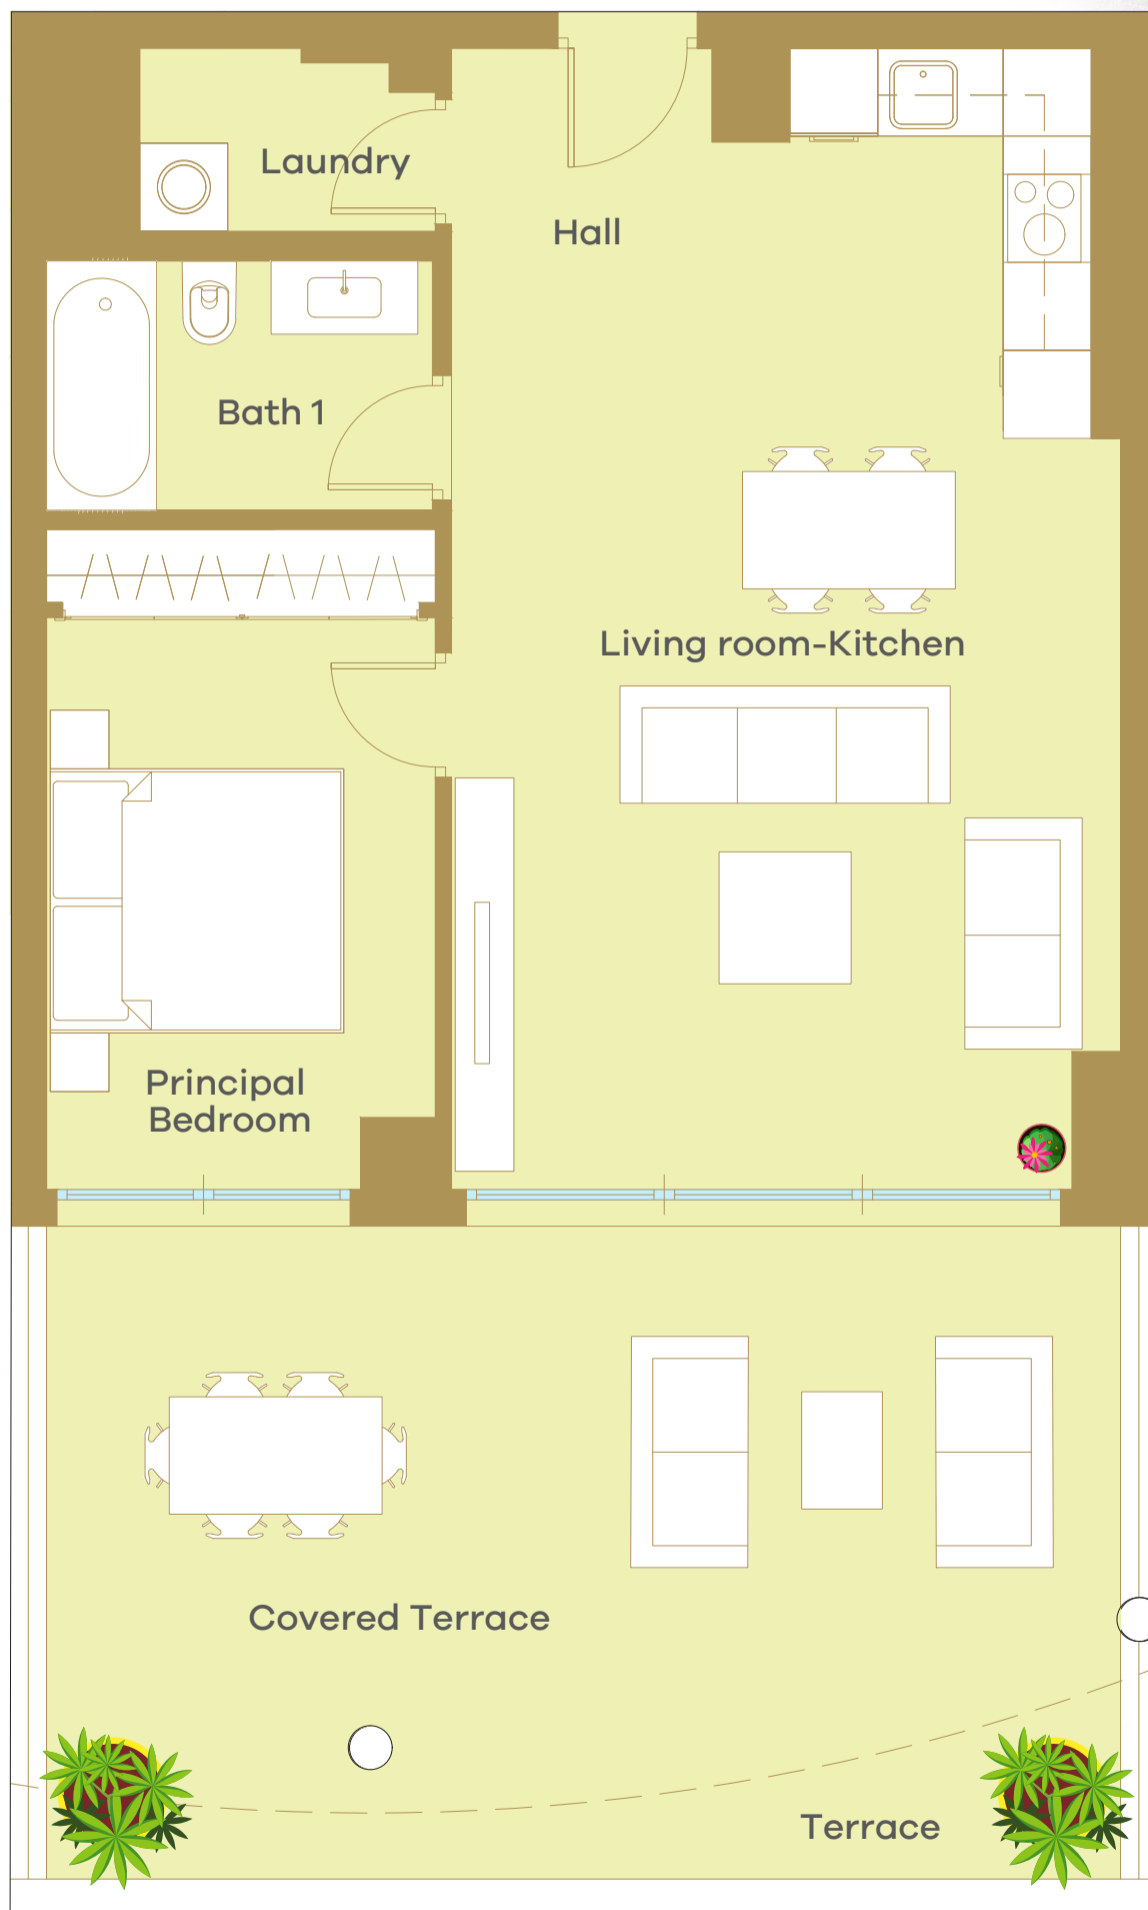 Laundry
Hall
Bath 1
Living room-Kitchen
Principal
Bedroom
Covered Terrace
Terrace